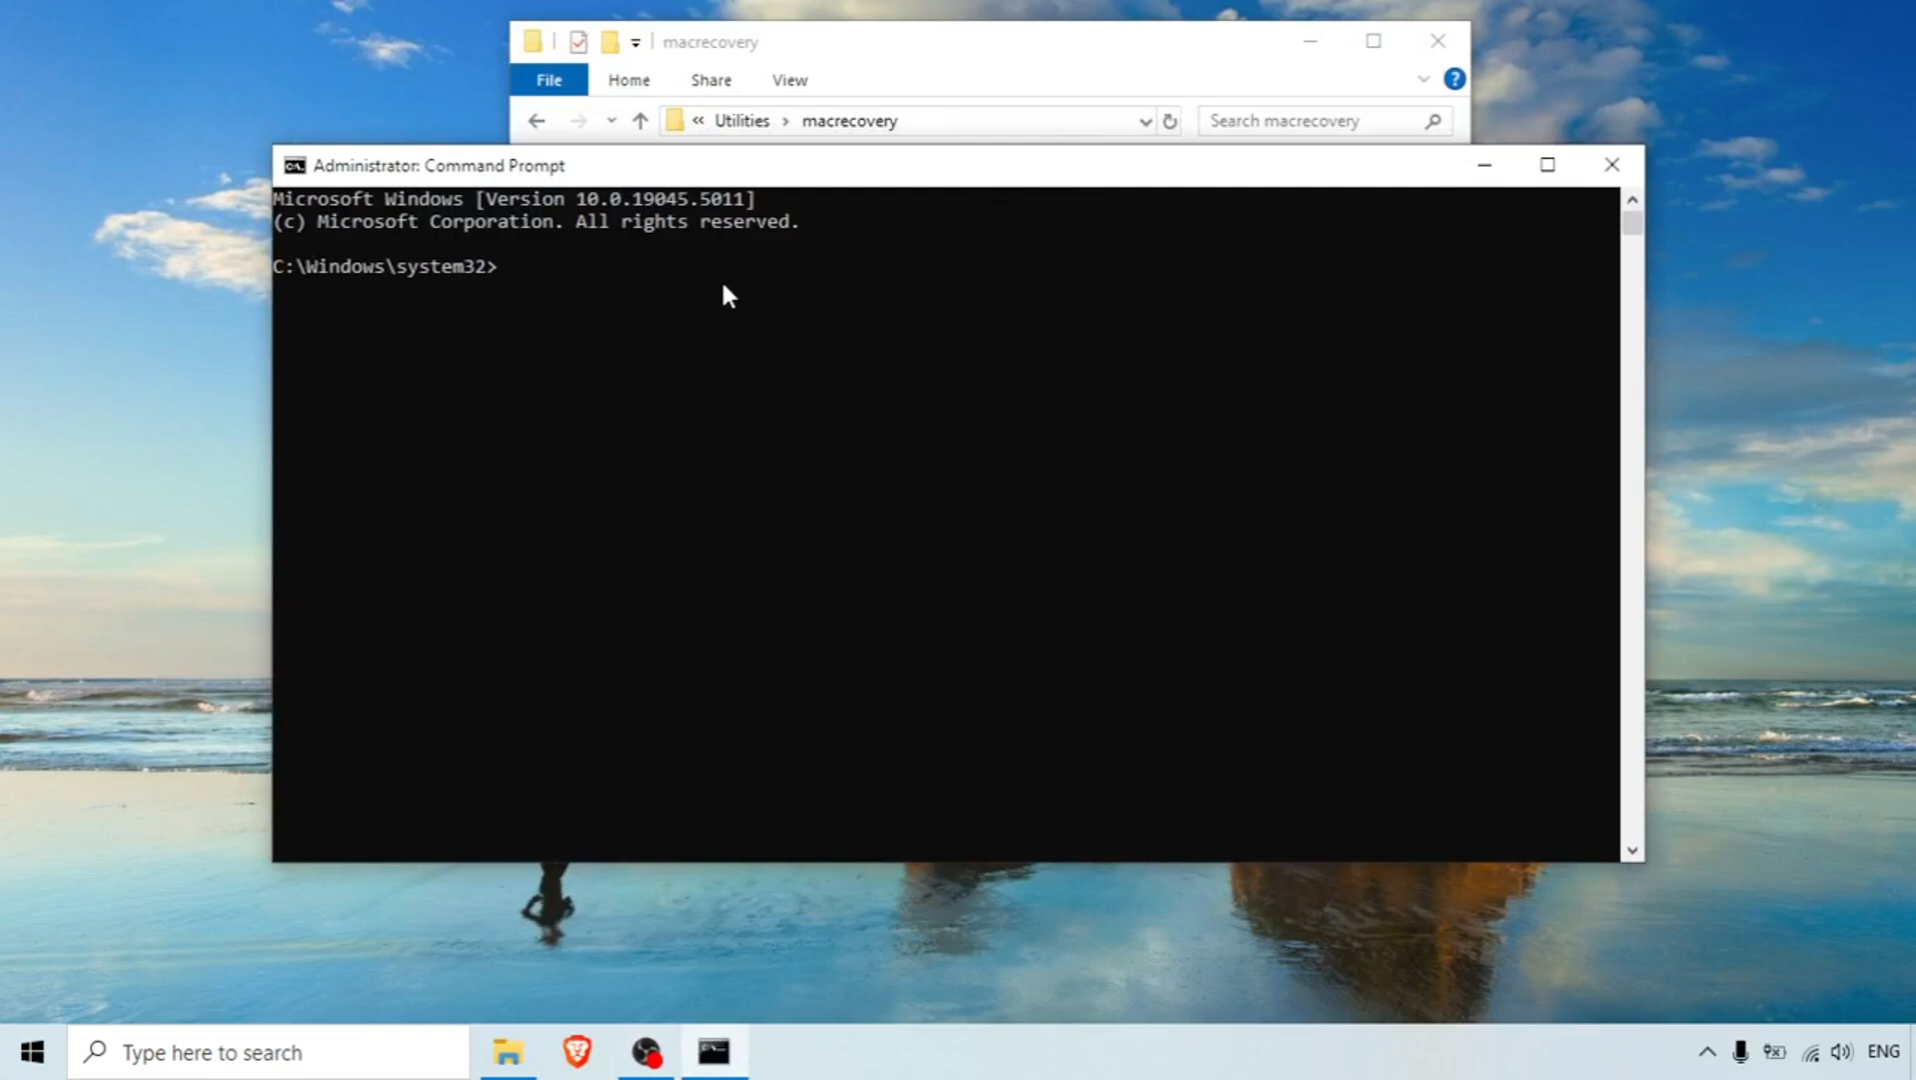 macrecovery
File Home Share View
« Utilities > macrecovery
Search macrecovery
Administrator: Command Prompt
Microsoft Windows [Version 10.0.19045.5011]
(c) Microsoft Corporation. All rights reserved.
C:\Windows\system32>
Type here to search
ENG